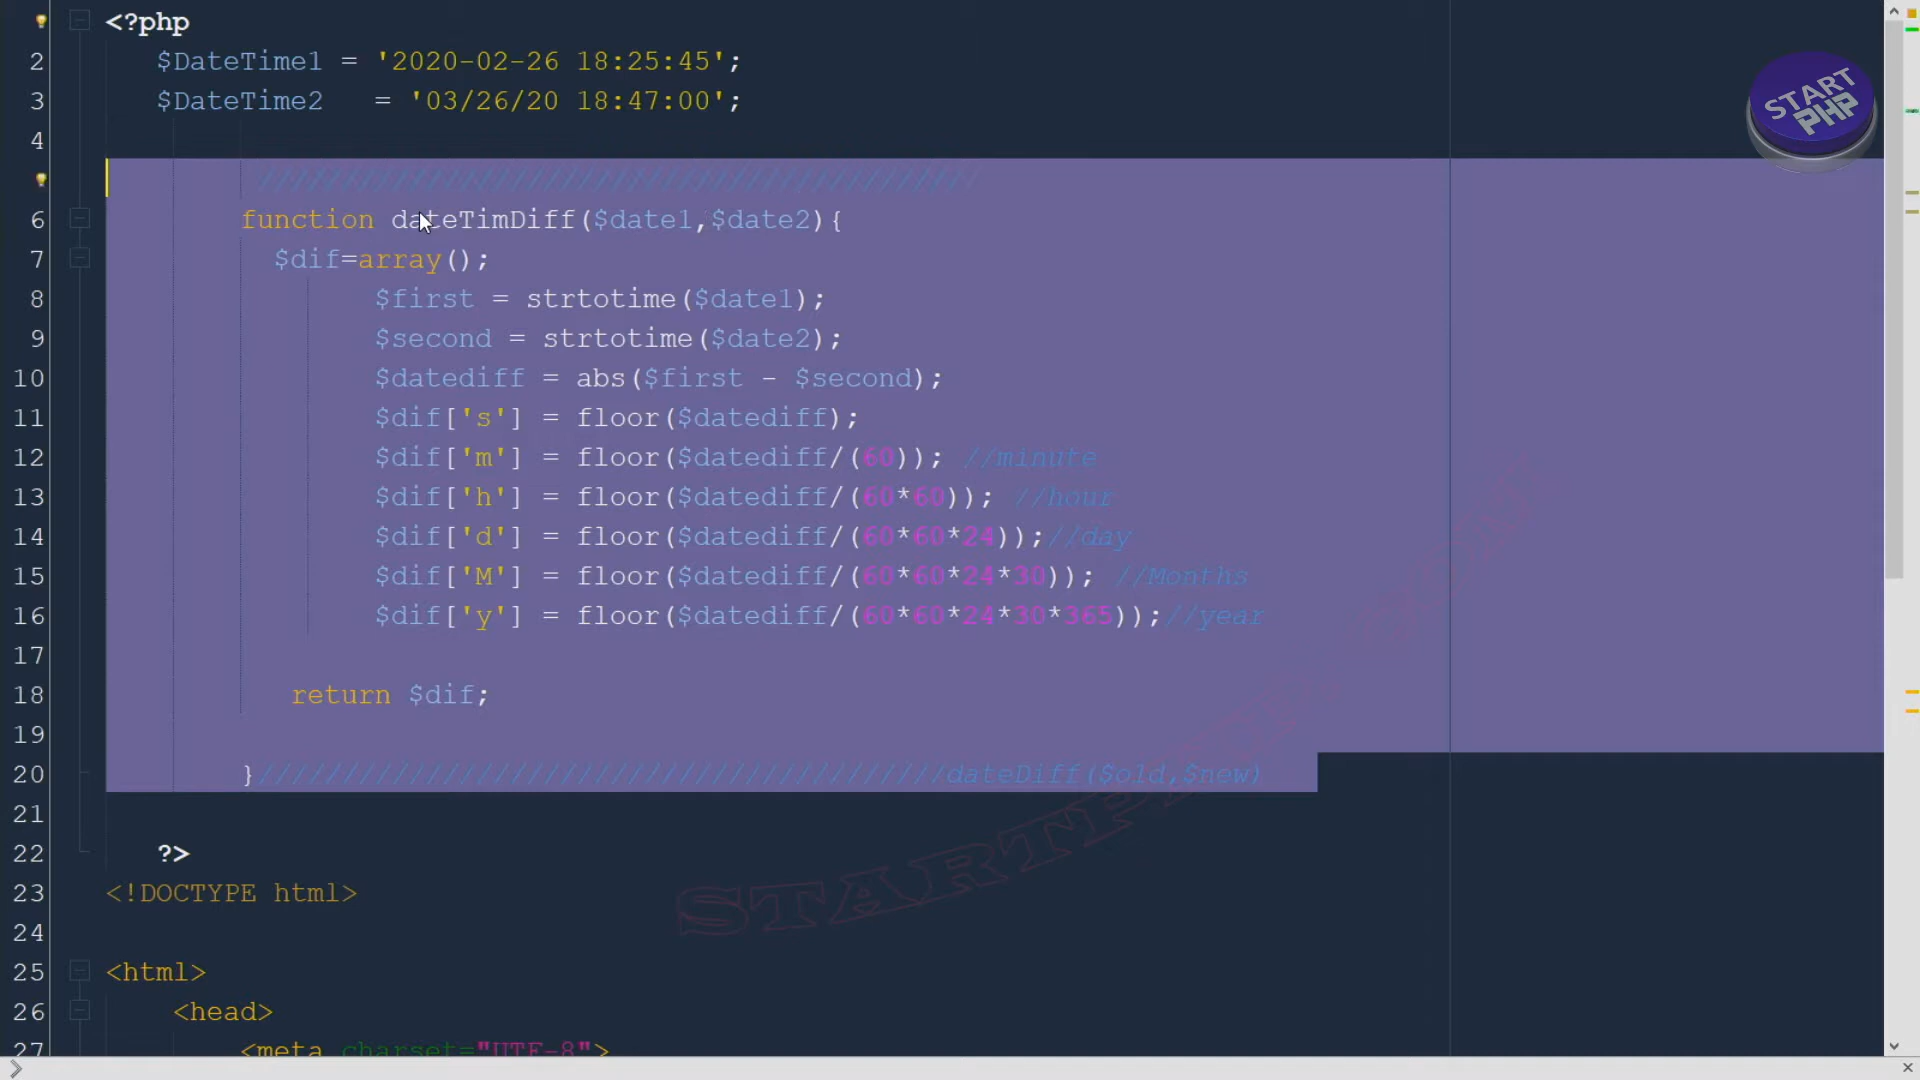 <?php
2 $DateTime1 = '2020-02-26 18:25:45';
3 $DateTime2 = '03/26/20 18:47:00';
4
START PHP
6 function dateTimDiff($date1,$date2){
7 $dif=array();
8 $first = strtotime($date1);
9 $second = strtotime($date2);
10 $datediff = abs($first - $second);
11 $dif['s'] = floor($datediff);
12 $dif['m'] = floor($datediff/(60)); //minute
13 $dif['h'] = floor($datediff/(60*60)); //hour
14 $dif['d'] = floor($datediff/(60*60*24));//day
15 $dif['M'] = floor($datediff/(60*60*24*30)); //Months
16 $dif['y'] = floor($datediff/(60*60*24*30*365));//year
17
18 return $dif;
19
20 }/////////////////////////////////////////dateDiff($old,$new)
21
22 ?>
23 <!DOCTYPE html>
24
25 <html>
26 <head>
27 <meta charset="UTF-8">